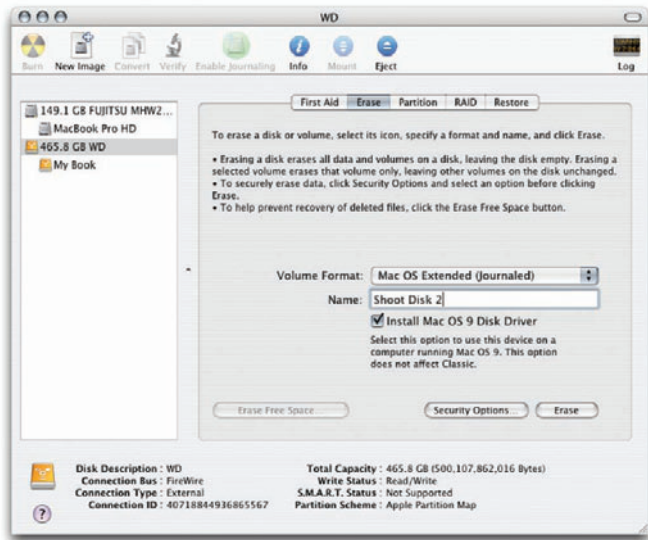 WD
Burn New Image Convert Verify Enable Journaling Info Mount Eject Log
149.1 GB FUJITSU MHW2...
MacBook Pro HD
465.8 GB WD
My Book
First Aid Erase Partition RAID Restore
To erase a disk or volume, select its icon, specify a format and name, and click Erase.
• Erasing a disk erases all data and volumes on a disk, leaving the disk empty. Erasing a
selected volume erases that volume only, leaving other volumes on the disk unchanged.
• To securely erase data, click Security Options and select an option before clicking
Erase.
• To help prevent recovery of deleted files, click the Erase Free Space button.
Volume Format: Mac OS Extended (Journaled)
Name: Shoot Disk 2
Install Mac OS 9 Disk Driver
Select this option to use this device on a
computer running Mac OS 9. This option
does not affect Classic.
Erase Free Space... Security Options... Erase
Disk Description : WD Total Capacity : 465.8 GB (500,107,862,016 Bytes)
Connection Bus : FireWire Write Status : Read/Write
Connection Type : External S.M.A.R.T. Status : Not Supported
Connection ID : 40718844936865567 Partition Scheme : Apple Partition Map
?